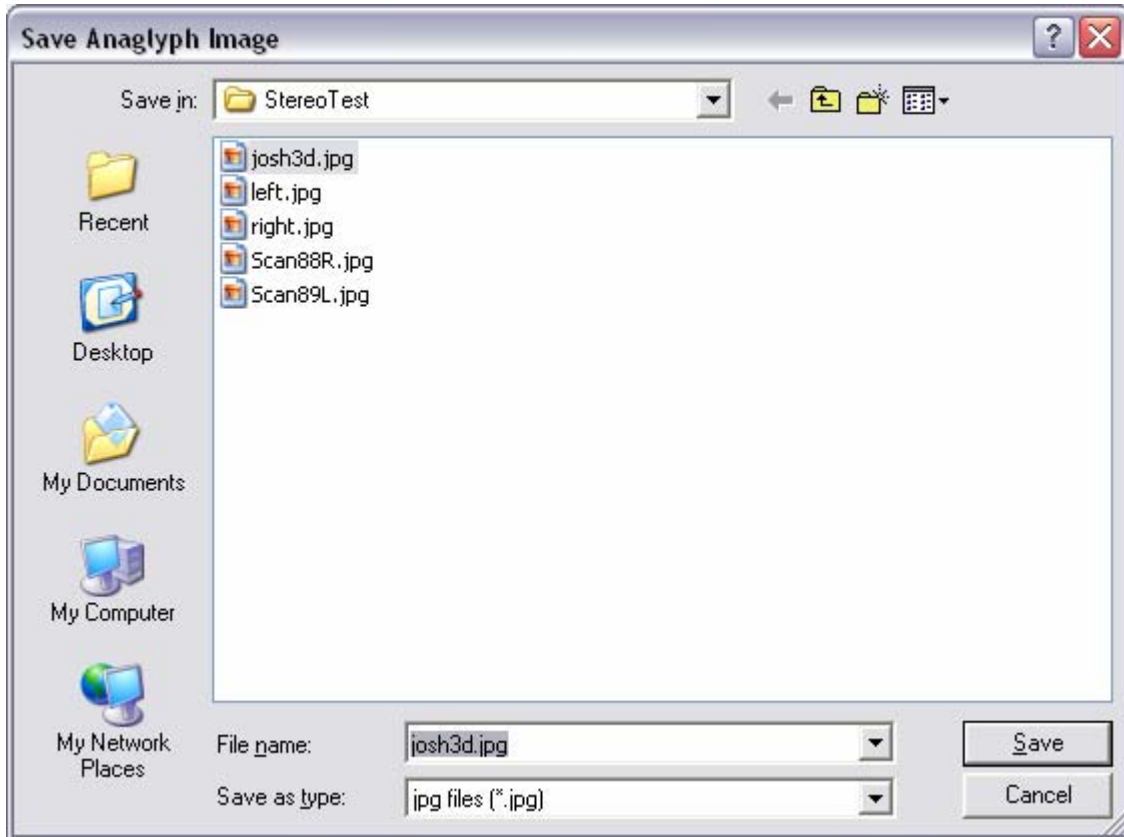 Save Anaglyph Image
Save in: StereoTest
Recent
Desktop
My Documents
My Computer
My Network
Places
josh3d.jpg
left.jpg
right.jpg
Scan88R.jpg
Scan89L.jpg
File name: josh3d.jpg
Save
Save as type: jpg files (*.jpg)
Cancel